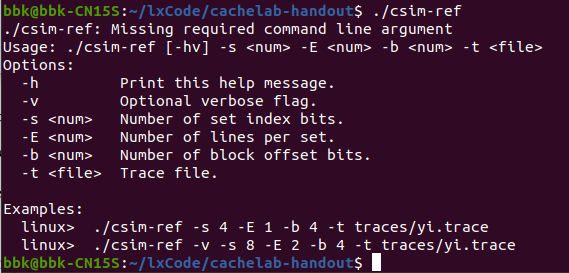 bbk@bbk-CN15S:~/lxCode/cachelab-handout$ ./csim-ref
./csim-ref: Missing required command line argument
Usage: ./csim-ref [-hv] -s <num> -E <num> -b <num> -t <file>
Options:
  -h         Print this help message.
  -v         Optional verbose flag.
  -s <num>   Number of set index bits.
  -E <num>   Number of lines per set.
  -b <num>   Number of block offset bits.
  -t <file>  Trace file.

Examples:
  linux>  ./csim-ref -s 4 -E 1 -b 4 -t traces/yi.trace
  linux>  ./csim-ref -v -s 8 -E 2 -b 4 -t traces/yi.trace
bbk@bbk-CN15S:~/lxCode/cachelab-handout$